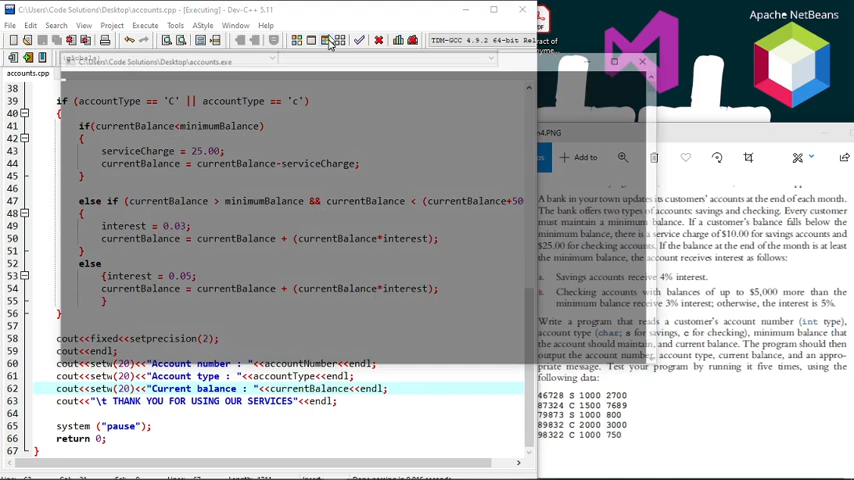 C:\Users\Code Solutions\Desktop\accounts.cpp - [Executing] - Dev-C++ 5.11
File Edit Search View Project Execute Tools AStyle Window Help
TDM-GCC 4.9.2 64-bit Rel
(globals)
C:\Users\Code Solutions\Desktop\accounts.exe
accounts.cpp
38
39 if (accountType == 'C' || accountType == 'c')
40 {
41 if(currentBalance<minimumBalance)
42 {
43 serviceCharge = 25.00;
44 currentBalance = currentBalance-serviceCharge;
45 }
46
47 else if (currentBalance > minimumBalance && currentBalance < (currentBalance+50
48 {
49 interest = 0.03;
50 currentBalance = currentBalance + (currentBalance*interest);
51 }
52 else
53 {interest = 0.05;
54 currentBalance = currentBalance + (currentBalance*interest);
55 }
56 }
57
58 cout<<fixed<<setprecision(2);
59 cout<<endl;
60 cout<<setw(20)<<"Account number : "<<accountNumber<<endl;
61 cout<<setw(20)<<"Account type : "<<accountType<<endl;
62 cout<<setw(20)<<"Current balance : "<<currentBalance<<endl;
63 cout<<"\t THANK YOU FOR USING OUR SERVICES"<<endl;
64
65 system ("pause");
66 return 0;
67 }
Apache NetBeans
ract of
4.PNG
Add to
A bank in your town updates its customers' accounts at the end of each month.
The bank offers two types of accounts: savings and checking. Every customer
must maintain a minimum balance. If a customer's balance falls below the
minimum balance, there is a service charge of $10.00 for savings accounts and
$25.00 for checking accounts. If the balance at the end of the month is at least
the minimum balance, the account receives interest as follows:
a. Savings accounts receive 4% interest.
b. Checking accounts with balances of up to $5,000 more than the
minimum balance receive 3% interest; otherwise, the interest is 5%.
Write a program that reads a customer's account number (int type),
account type (char; s for savings, c for checking), minimum balance that
the account should maintain, and current balance. The program should then
output the account number, account type, current balance, and an appro-
priate message. Test your program by running it five times, using the
following data:
46728 S 1000 2700
87324 C 1500 7689
79873 S 1000 800
89832 C 2000 3000
98322 C 1000 750